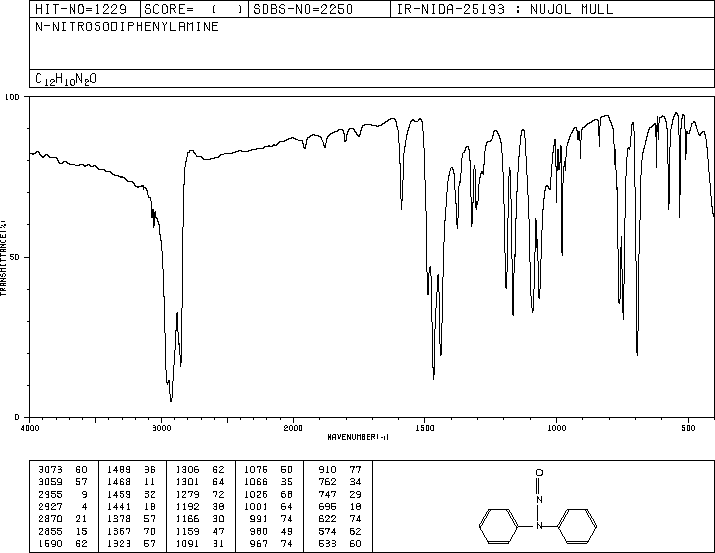 HIT-NO=1229 SCORE= ( ) SDBS-NO=2250 IR-NIDA-25193 : NUJOL MULL
N-NITROSODIPHENYLAMINE
C12H10N2O
100
50
0
TRANSMITTANCE(%)
4000 3000 2000 1500 1000 500
WAVENUMBER(-1)
3073 60 1489 36 1306 62 1076 50 910 77
3059 57 1468 11 1301 64 1066 35 762 34
2955 9 1459 32 1279 72 1026 68 747 29
2927 4 1441 18 1192 38 1001 64 695 18
2870 21 1378 57 1166 30 991 74 622 74
2855 15 1367 70 1159 47 980 49 574 62
1590 62 1323 57 1091 31 967 74 533 60
O
N
N